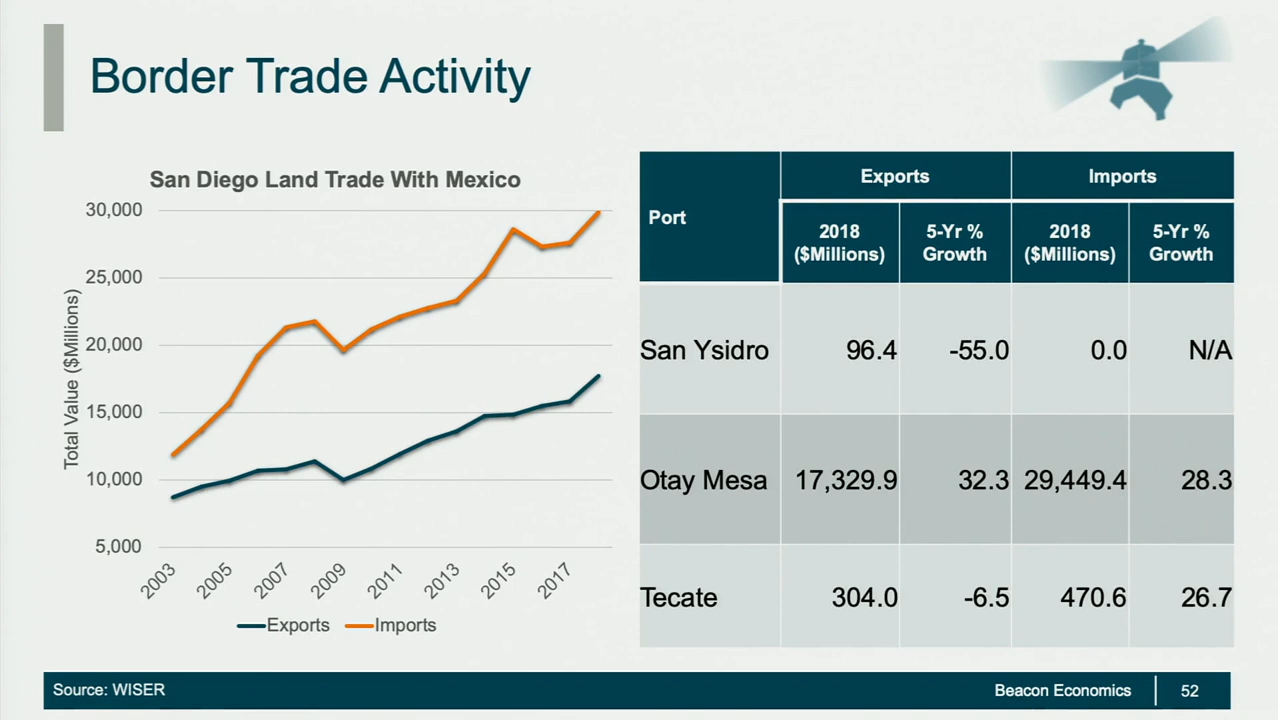 Border Trade Activity
San Diego Land Trade With Mexico
Total Value ($Millions)
30,000
25,000
20,000
15,000
10,000
5,000
2003 2005 2007 2009 2011 2013 2015 2017
Exports Imports
Port Exports Imports
2018 ($Millions) 5-Yr % Growth 2018 ($Millions) 5-Yr % Growth
San Ysidro 96.4 -55.0 0.0 N/A
Otay Mesa 17,329.9 32.3 29,449.4 28.3
Tecate 304.0 -6.5 470.6 26.7
Source: WISER
Beacon Economics 52